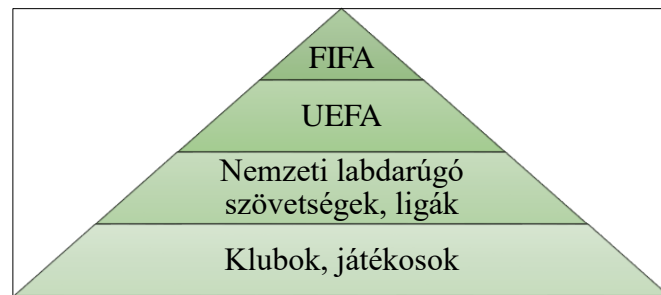 FIFA
UEFA
Nemzeti labdarúgó
szövetségek, ligák
Klubok, játékosok